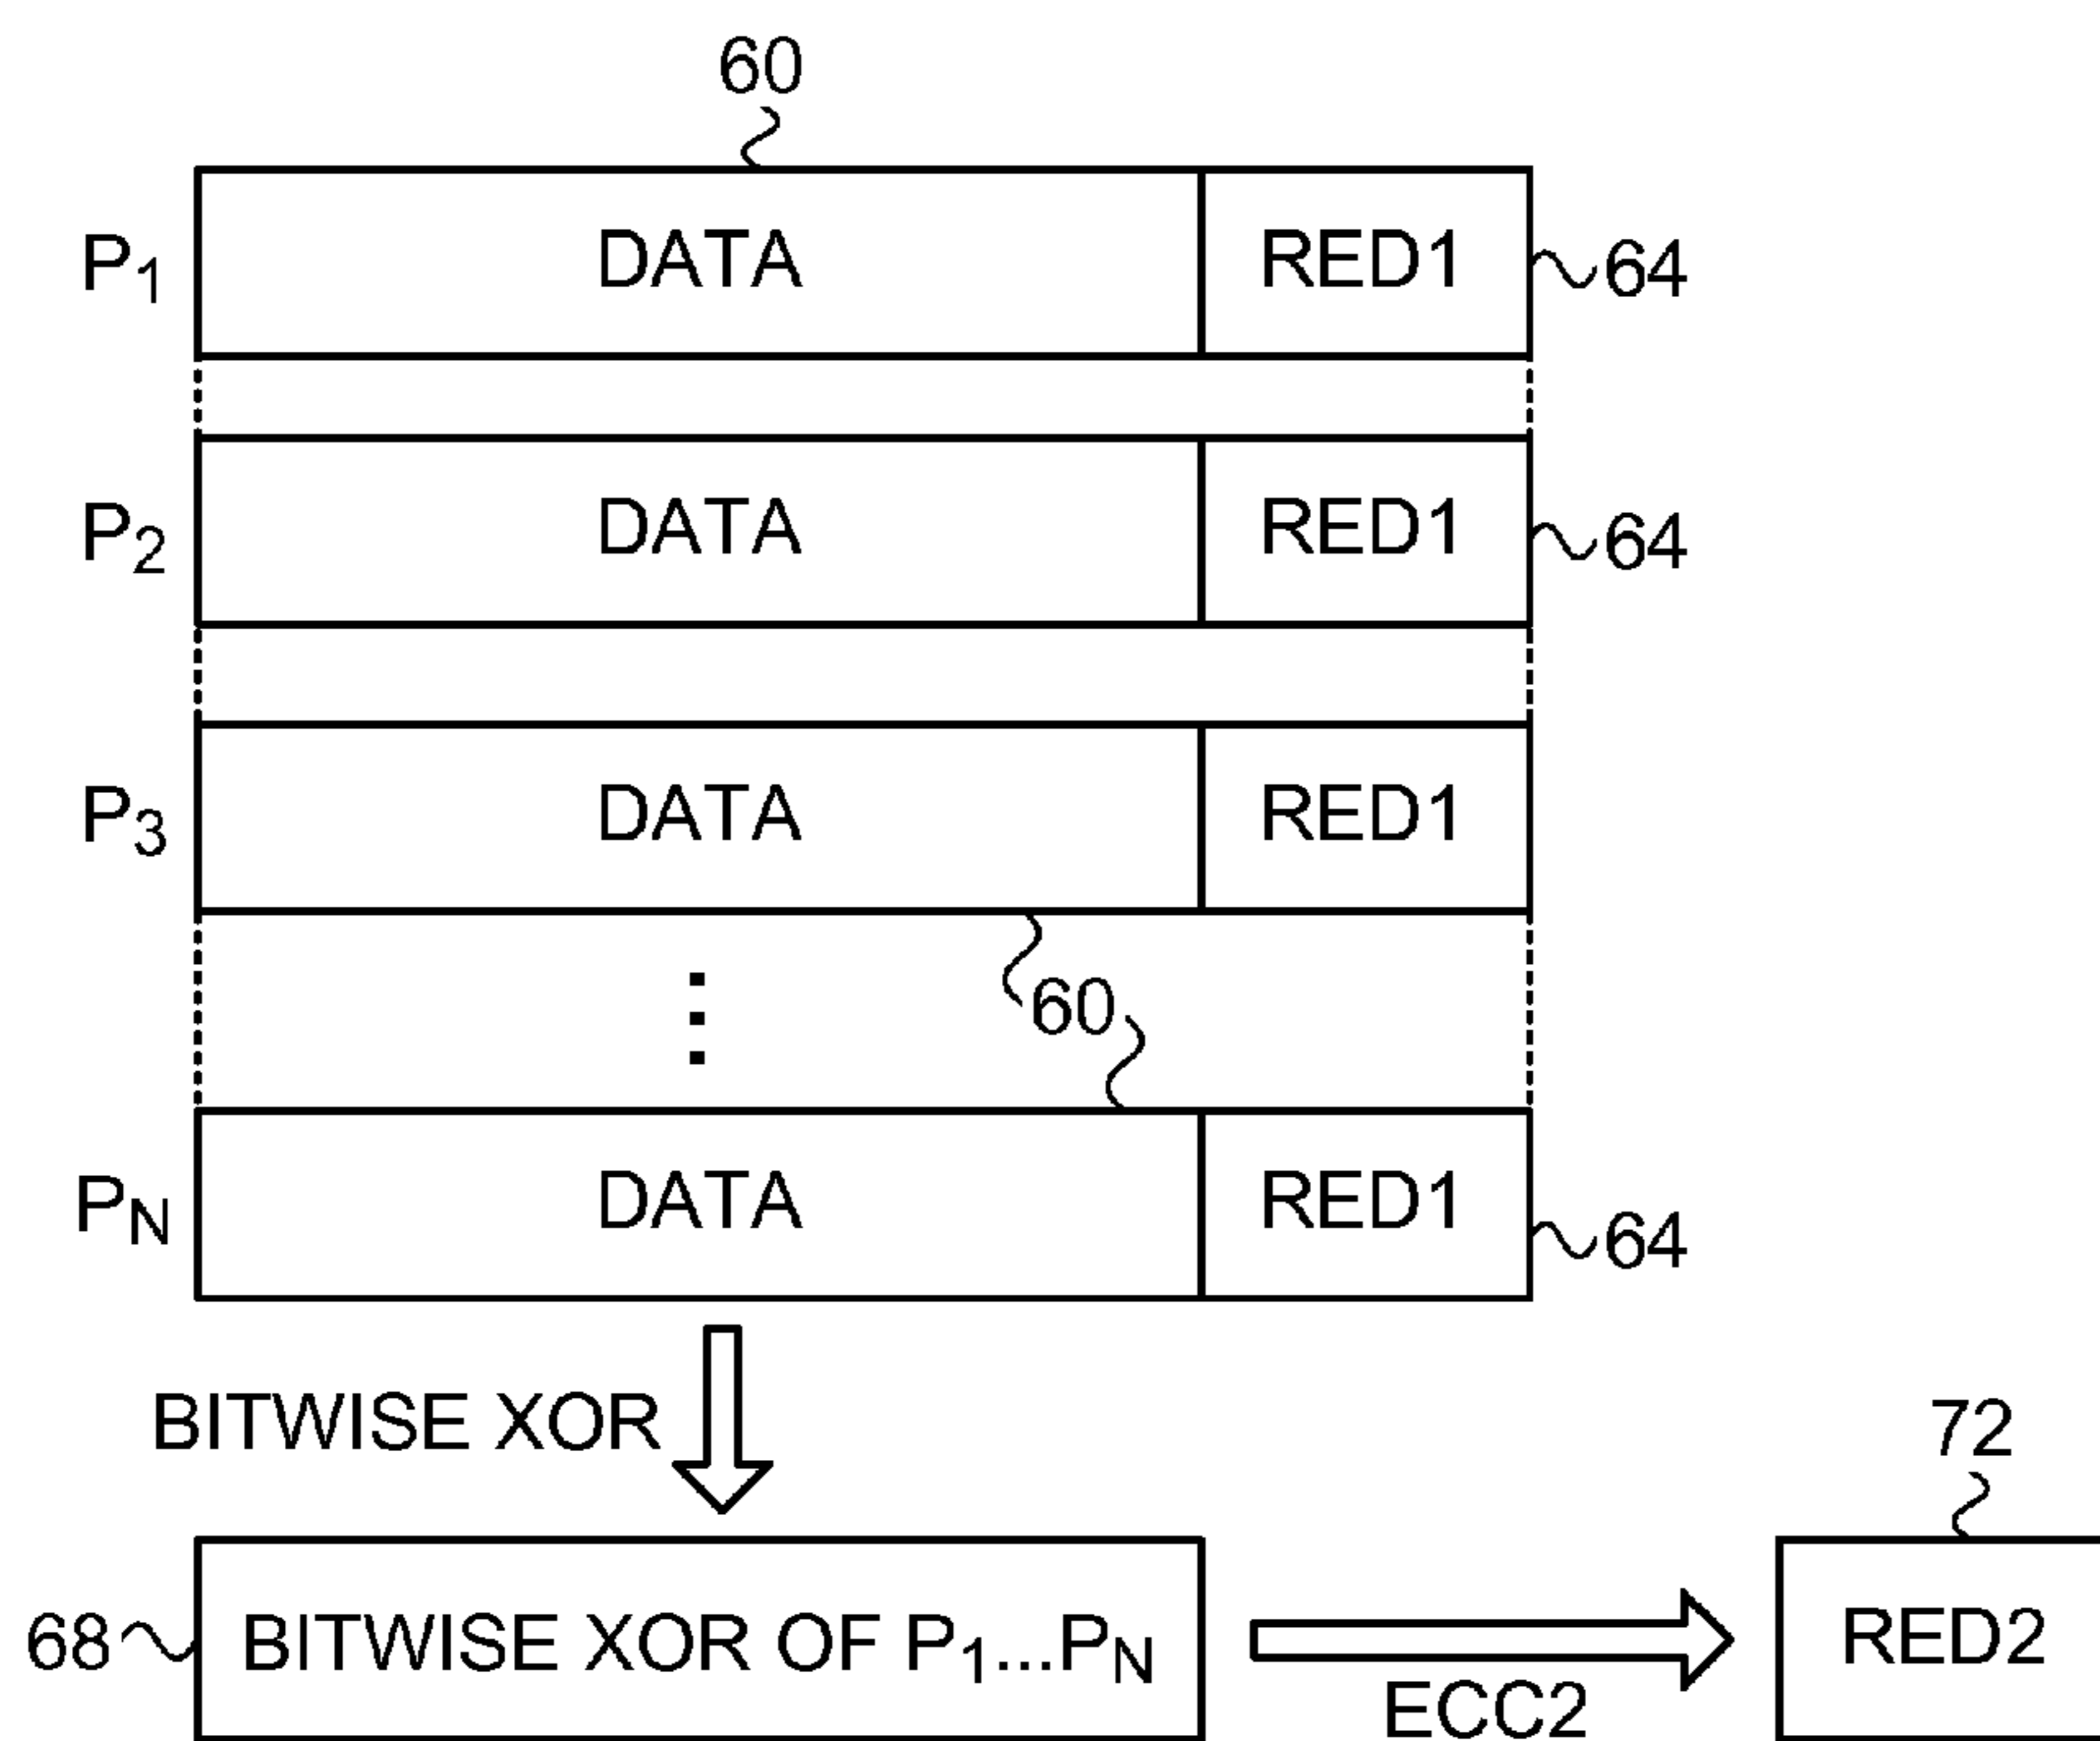 60
P1 DATA RED1 64
P2 DATA RED1 64
P3 DATA RED1
60
PN DATA RED1 64
BITWISE XOR
72
68 BITWISE XOR OF P1...PN RED2
ECC2